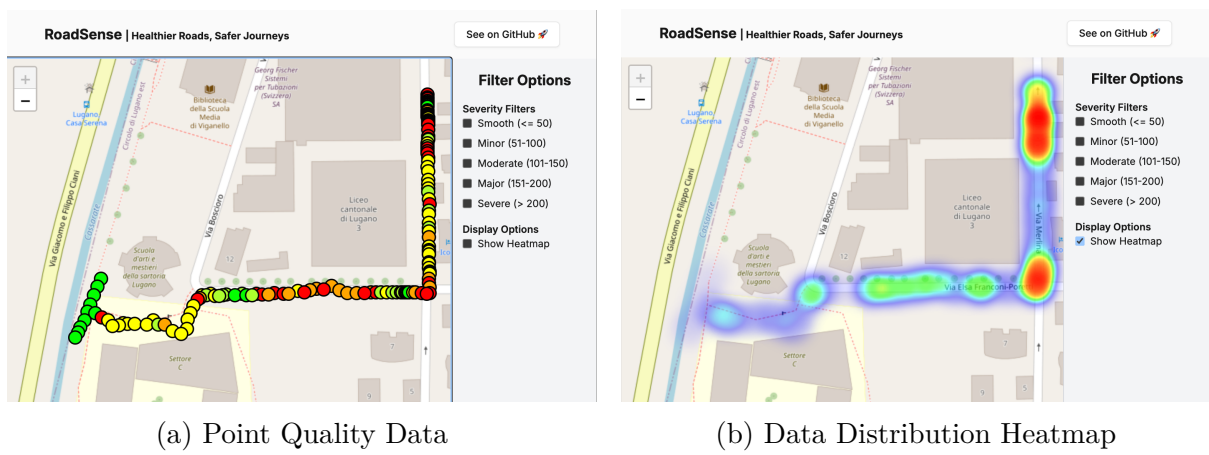 RoadSense | Healthier Roads, Safer Journeys
See on GitHub 🚀
+
−
Georg Fischer
Sistemi
per Tubazioni
(Svizzera)
SA
Biblioteca
della Scuola
Media
di Viganello
Lugano
Casa Serena
Circolo di Lugano est
Via Giacomo e Filippo Ciani
Cassarate
Via Boscioro
Liceo
cantonale
di Lugano
3
12
Scuola
d'arti e
mestieri
della sartoria
Lugano
Settore
C
7
9
5
Filter Options
Severity Filters
Smooth (<= 50)
Minor (51-100)
Moderate (101-150)
Major (151-200)
Severe (> 200)
Display Options
Show Heatmap
(a) Point Quality Data
RoadSense | Healthier Roads, Safer Journeys
See on GitHub 🚀
+
−
Georg Fischer
Sistemi
per Tubazioni
(Svizzera)
SA
Biblioteca
della Scuola
Media
di Viganello
Lugano
Casa Serena
Circolo di Lugano est
Via Giacomo e Filippo Ciani
Cassarate
Via Boscioro
Liceo
cantonale
di Lugano
3
12
Via Merlina
Scuola
d'arti e
mestieri
della sartoria
Lugano
Via Elsa Franconi-Por
Settore
C
7
9
5
Filter Options
Severity Filters
Smooth (<= 50)
Minor (51-100)
Moderate (101-150)
Major (151-200)
Severe (> 200)
Display Options
Show Heatmap
(b) Data Distribution Heatmap